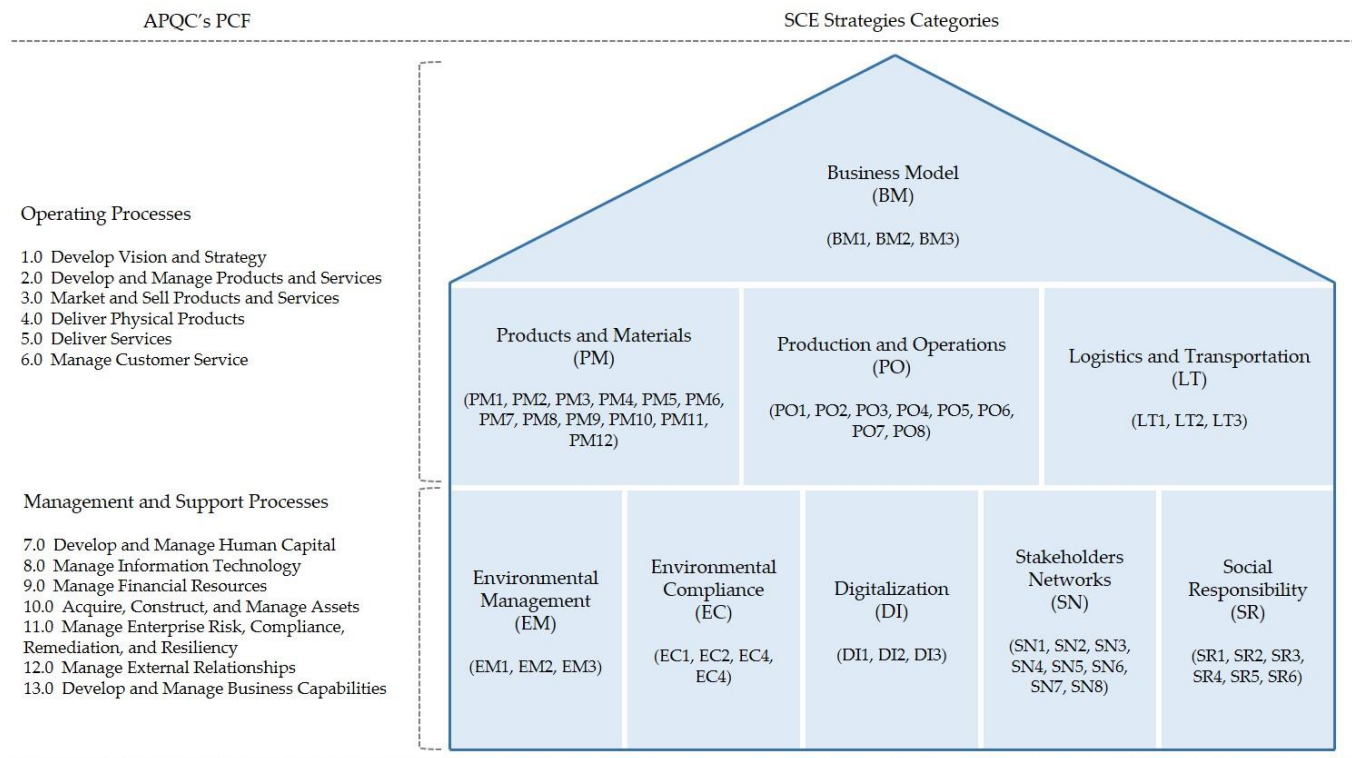 APQC's PCF
SCE Strategies Categories
Operating Processes
1.0 Develop Vision and Strategy
2.0 Develop and Manage Products and Services
3.0 Market and Sell Products and Services
4.0 Deliver Physical Products
5.0 Deliver Services
6.0 Manage Customer Service
Business Model
(BM)
(BM1, BM2, BM3)
Products and Materials
(PM)
(PM1, PM2, PM3, PM4, PM5, PM6,
PM7, PM8, PM9, PM10, PM11,
PM12)
Production and Operations
(PO)
(PO1, PO2, PO3, PO4, PO5, PO6,
PO7, PO8)
Logistics and Transportation
(LT)
(LT1, LT2, LT3)
Management and Support Processes
7.0 Develop and Manage Human Capital
8.0 Manage Information Technology
9.0 Manage Financial Resources
10.0 Acquire, Construct, and Manage Assets
11.0 Manage Enterprise Risk, Compliance,
Remediation, and Resiliency
12.0 Manage External Relationships
13.0 Develop and Manage Business Capabilities
Environmental
Management
(EM)
(EM1, EM2, EM3)
Environmental
Compliance
(EC)
(EC1, EC2, EC4,
EC4)
Digitalization
(DI)
(DI1, DI2, DI3)
Stakeholders
Networks
(SN)
(SN1, SN2, SN3,
SN4, SN5, SN6,
SN7, SN8)
Social
Responsibility
(SR)
(SR1, SR2, SR3,
SR4, SR5, SR6)